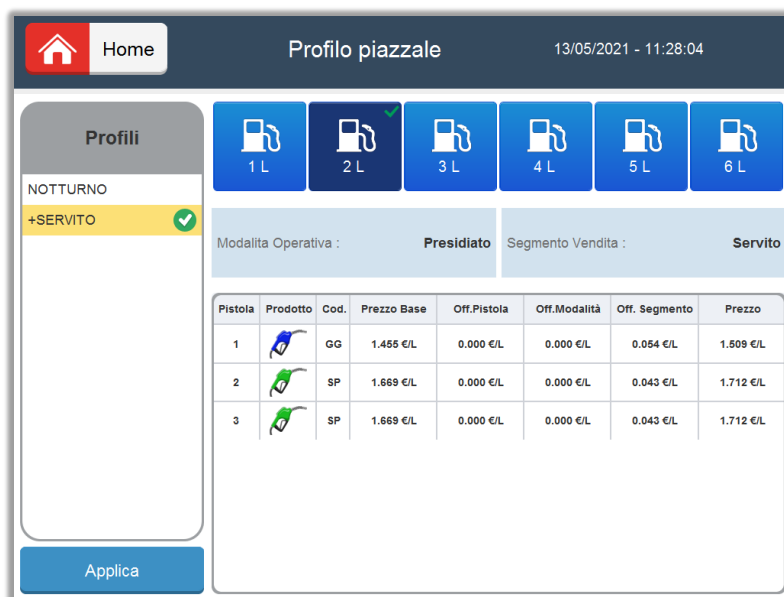 Home
Profilo piazzale
13/05/2021 - 11:28:04
Profili
NOTTURNO
+SERVITO
Applica
1 L
2 L
3 L
4 L
5 L
6 L
Modalita Operativa : Presidiato
Segmento Vendita : Servito
Pistola Prodotto Cod. Prezzo Base Off.Pistola Off.Modalità Off. Segmento Prezzo
1 GG 1.455 €/L 0.000 €/L 0.000 €/L 0.054 €/L 1.509 €/L
2 SP 1.669 €/L 0.000 €/L 0.000 €/L 0.043 €/L 1.712 €/L
3 SP 1.669 €/L 0.000 €/L 0.000 €/L 0.043 €/L 1.712 €/L